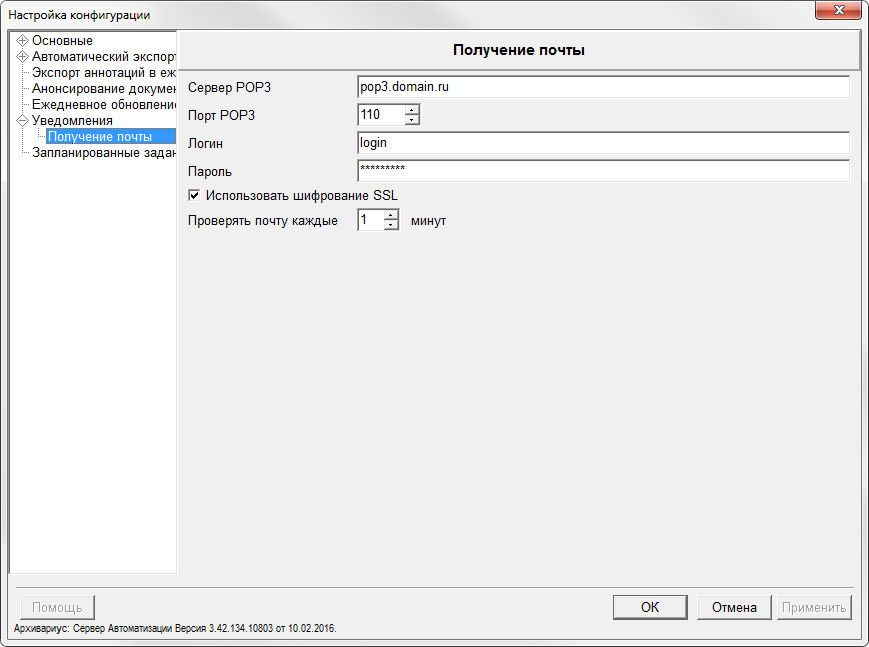 Настройка конфигурации
Основные
Автоматический экспорт
Экспорт аннотаций в еж
Анонсирование докумен
Ежедневное обновление
Уведомления
Получение почты
Запланированные задан
Получение почты
Сервер POP3 pop3.domain.ru
Порт POP3 110
Логин login
Пароль *********
Использовать шифрование SSL
Проверять почту каждые 1 минут
Помощь ОК Отмена Применить
Архивариус: Сервер Автоматизации Версия 3.42.134.10803 от 10.02.2016.